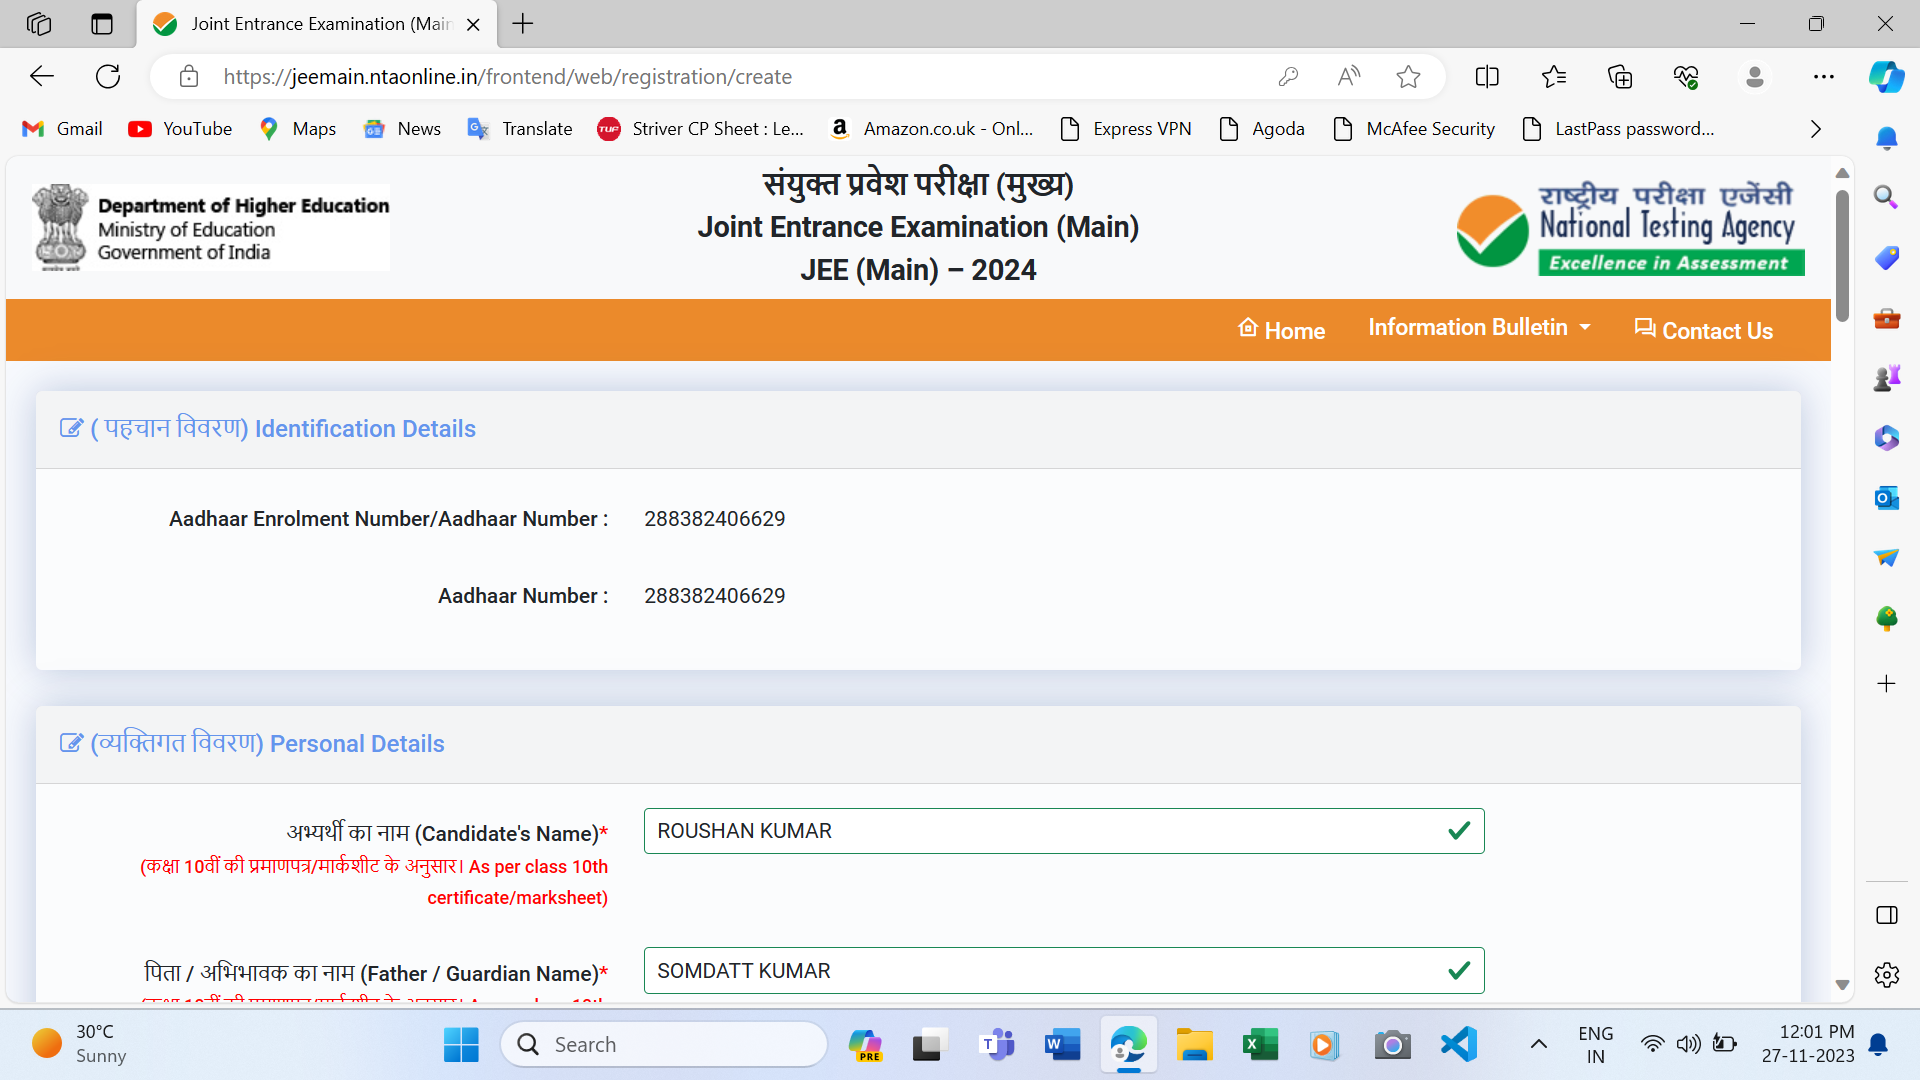 Joint Entrance Examination (Main
https://jeemain.ntaonline.in/frontend/web/registration/create
Gmail
YouTube
Maps
News
Translate
Striver CP Sheet : Le...
Amazon.co.uk - Onl...
Express VPN
Agoda
McAfee Security
LastPass password...
Department of Higher Education
Ministry of Education
Government of India
संयुक्त प्रवेश परीक्षा (मुख्य)
Joint Entrance Examination (Main)
JEE (Main) – 2024
राष्ट्रीय परीक्षा एजेंसी
National Testing Agency
Excellence in Assessment
Home
Information Bulletin
Contact Us
( पहचान विवरण) Identification Details
Aadhaar Enrolment Number/Aadhaar Number : 288382406629
Aadhaar Number : 288382406629
(व्यक्तिगत विवरण) Personal Details
अभ्यर्थी का नाम (Candidate's Name)* ROUSHAN KUMAR
(कक्षा 10वीं की प्रमाणपत्र/मार्कशीट के अनुसार। As per class 10th
certificate/marksheet)
पिता / अभिभावक का नाम (Father / Guardian Name)* SOMDATT KUMAR
30°C
Sunny
Search
PRE
ENG
IN
12:01 PM
27-11-2023